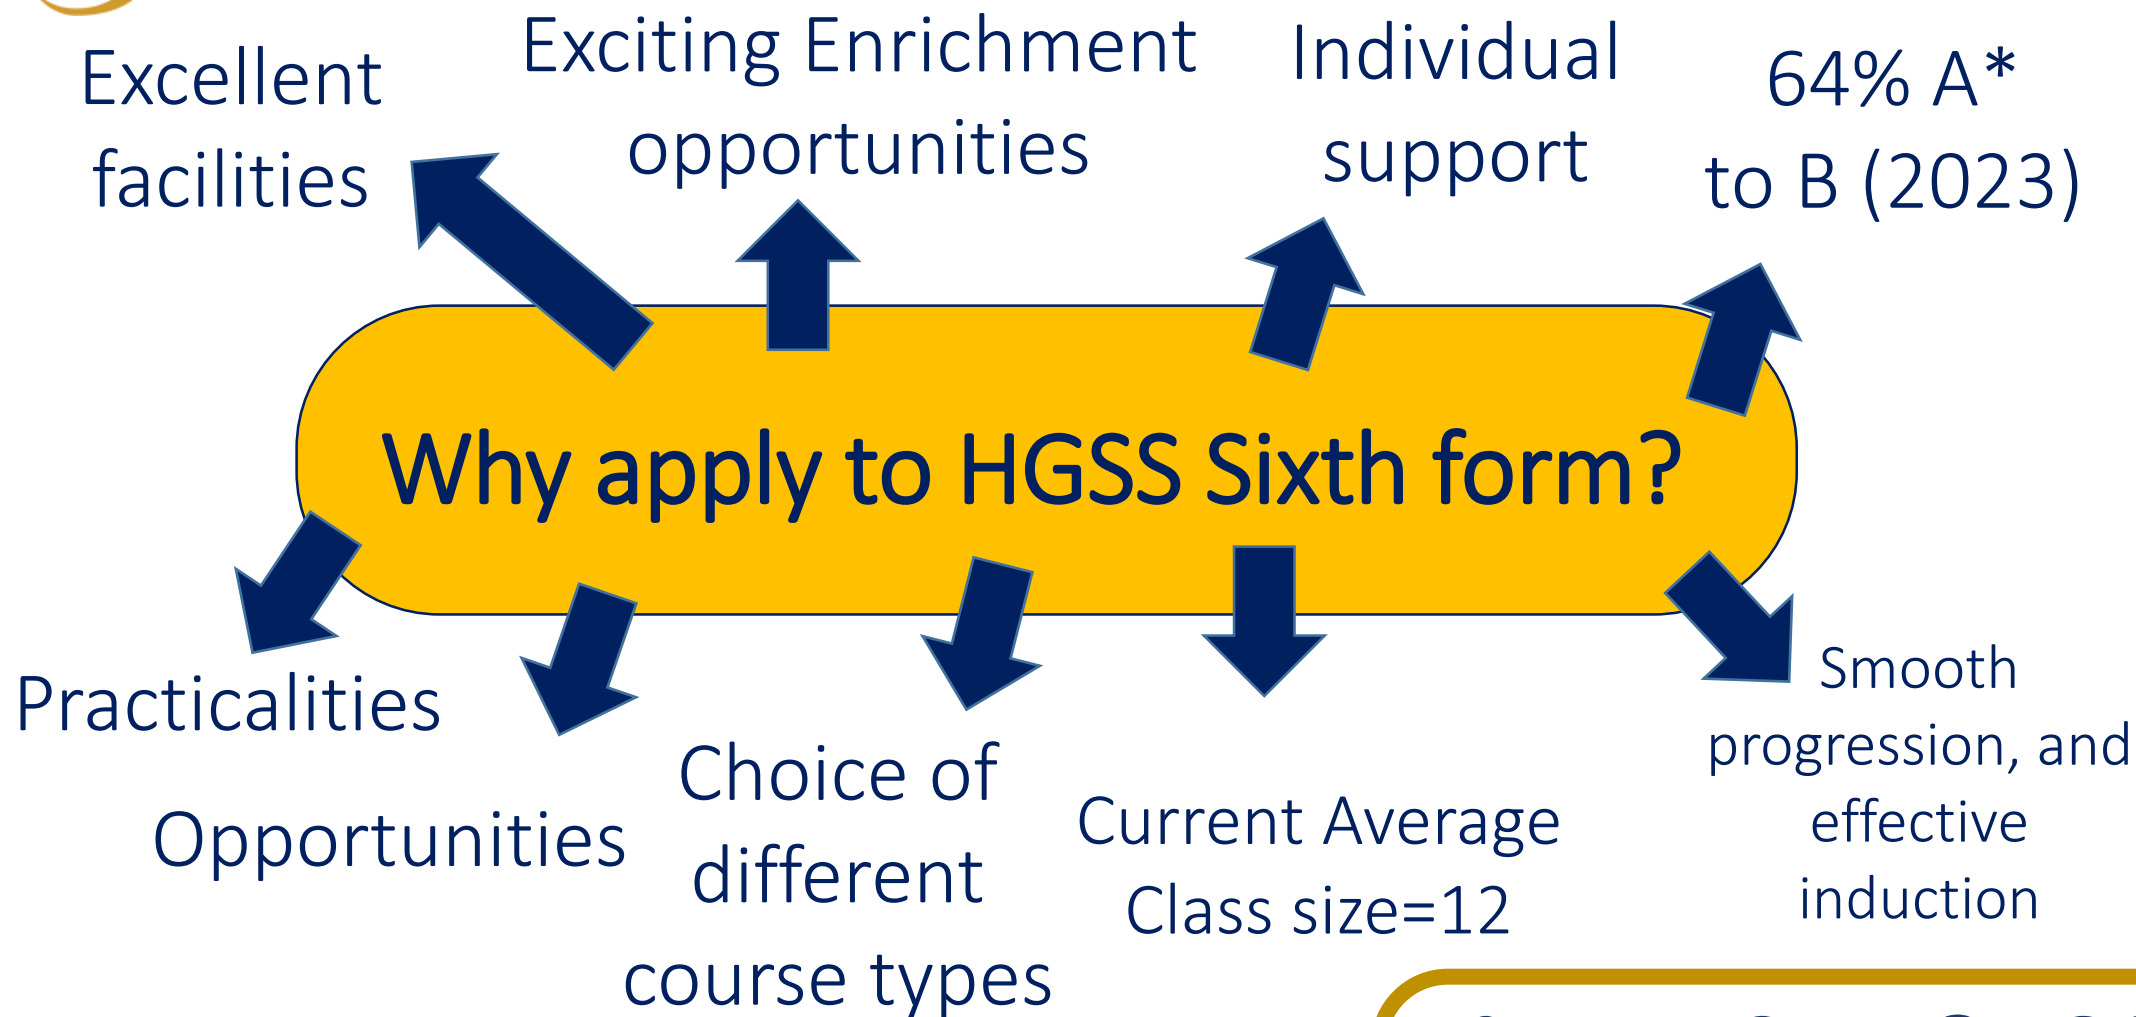 Excellent
facilities
Exciting Enrichment
opportunities
Individual
support
64% A*
to B (2023)
Why apply to HGSS Sixth form?
Practicalities
Opportunities
Choice of
different
course types
Current Average
Class size=12
Smooth
progression, and
effective
induction